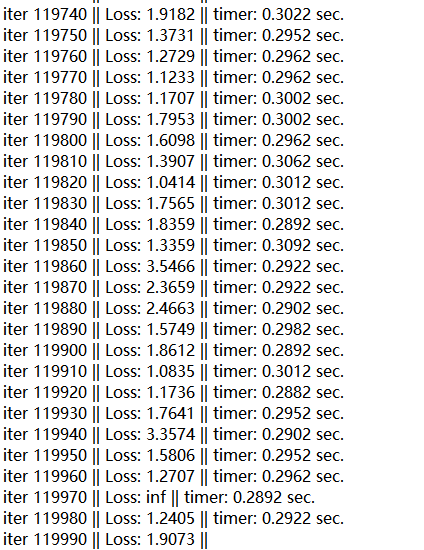 iter 119740 || Loss: 1.9182 || timer: 0.3022 sec.
iter 119750 || Loss: 1.3731 || timer: 0.2952 sec.
iter 119760 || Loss: 1.2729 || timer: 0.2962 sec.
iter 119770 || Loss: 1.1233 || timer: 0.2962 sec.
iter 119780 || Loss: 1.1707 || timer: 0.3002 sec.
iter 119790 || Loss: 1.7953 || timer: 0.3002 sec.
iter 119800 || Loss: 1.6098 || timer: 0.2962 sec.
iter 119810 || Loss: 1.3907 || timer: 0.3062 sec.
iter 119820 || Loss: 1.0414 || timer: 0.3012 sec.
iter 119830 || Loss: 1.7565 || timer: 0.3012 sec.
iter 119840 || Loss: 1.8359 || timer: 0.2892 sec.
iter 119850 || Loss: 1.3359 || timer: 0.3092 sec.
iter 119860 || Loss: 3.5466 || timer: 0.2922 sec.
iter 119870 || Loss: 2.3659 || timer: 0.2922 sec.
iter 119880 || Loss: 2.4663 || timer: 0.2902 sec.
iter 119890 || Loss: 1.5749 || timer: 0.2982 sec.
iter 119900 || Loss: 1.8612 || timer: 0.2892 sec.
iter 119910 || Loss: 1.0835 || timer: 0.3012 sec.
iter 119920 || Loss: 1.1736 || timer: 0.2882 sec.
iter 119930 || Loss: 1.7641 || timer: 0.2952 sec.
iter 119940 || Loss: 3.3574 || timer: 0.2902 sec.
iter 119950 || Loss: 1.5806 || timer: 0.2952 sec.
iter 119960 || Loss: 1.2707 || timer: 0.2962 sec.
iter 119970 || Loss: inf || timer: 0.2892 sec.
iter 119980 || Loss: 1.2405 || timer: 0.2922 sec.
iter 119990 || Loss: 1.9073 ||